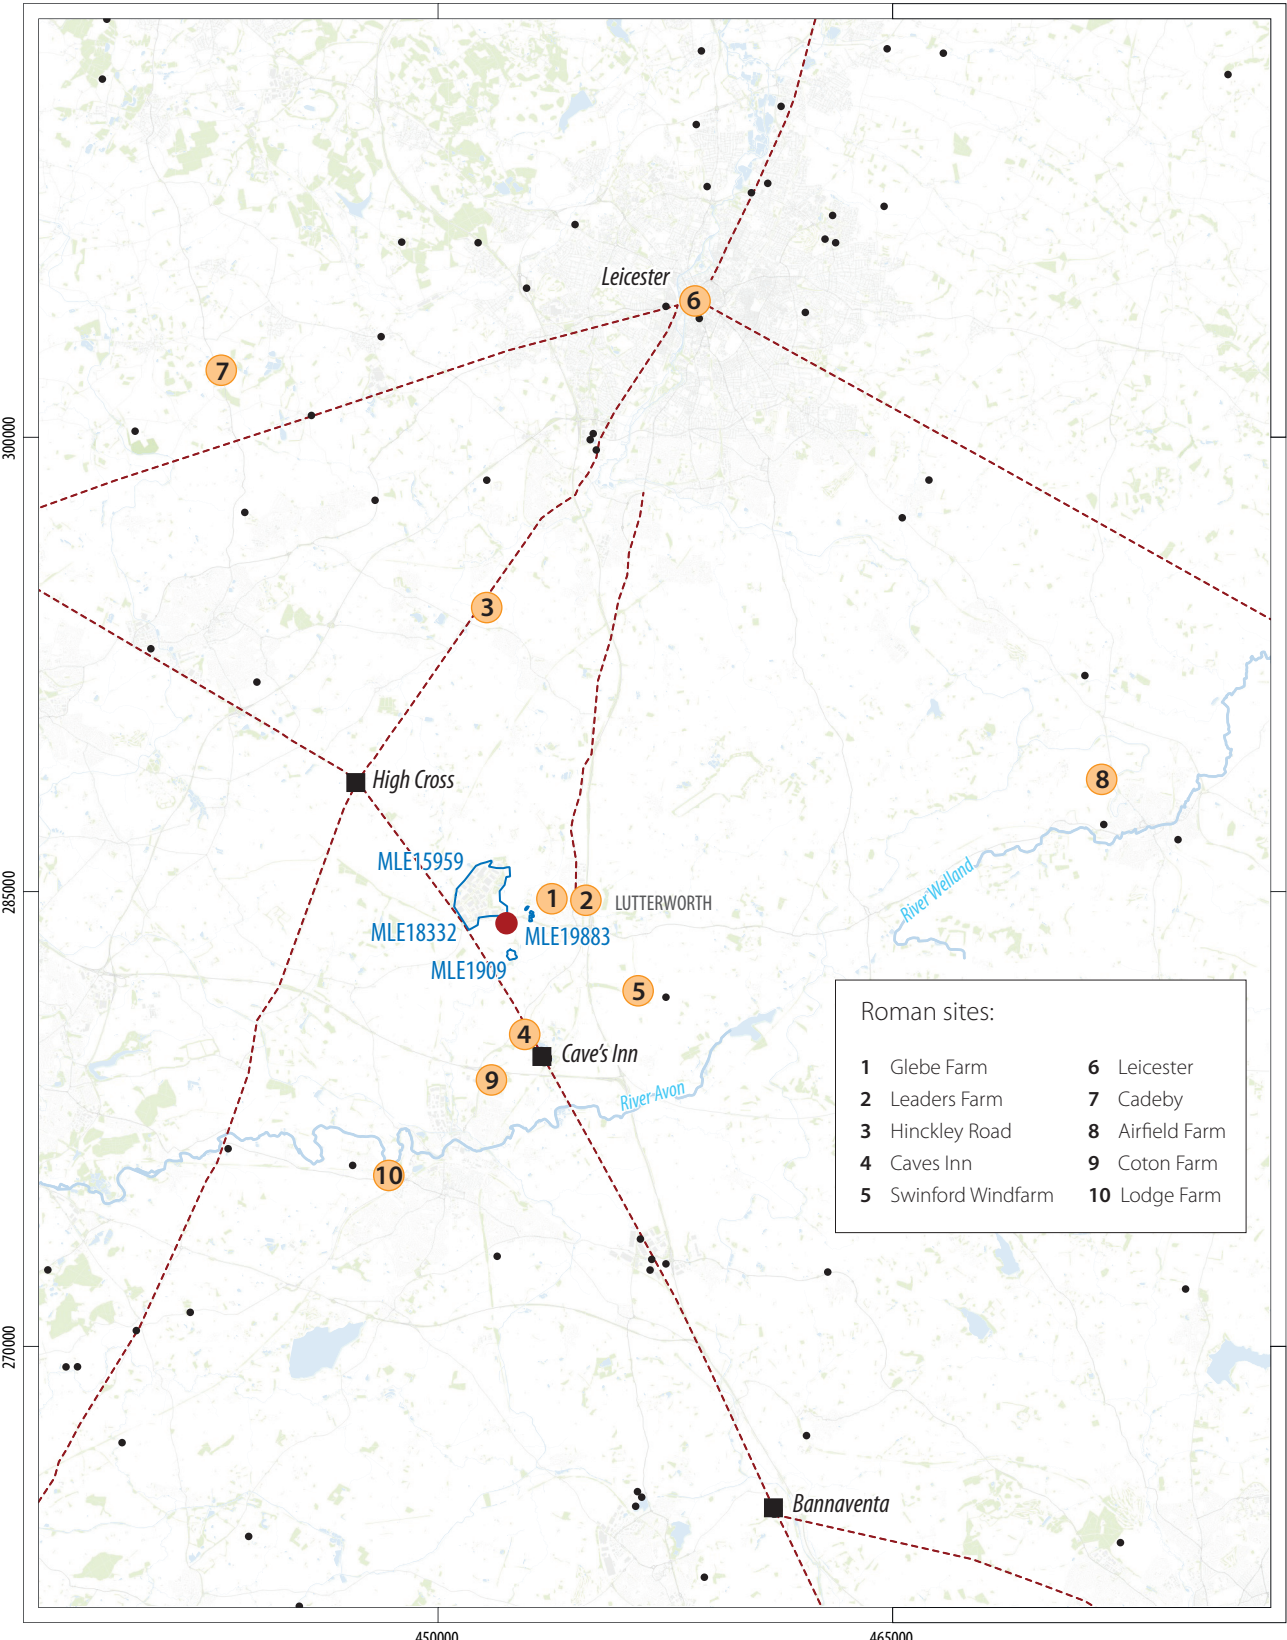 Leicester
6
7
300000
3
High Cross
8
MLE15959
285000
1
2
LUTTERWORTH
River Welland
MLE18332
MLE19883
MLE1909
5
4
Cave's Inn
9
River Avon
10
Roman sites:
1 Glebe Farm
2 Leaders Farm
3 Hinckley Road
4 Caves Inn
5 Swinford Windfarm
6 Leicester
7 Cadeby
8 Airfield Farm
9 Coton Farm
10 Lodge Farm
270000
Bannaventa
450000
465000